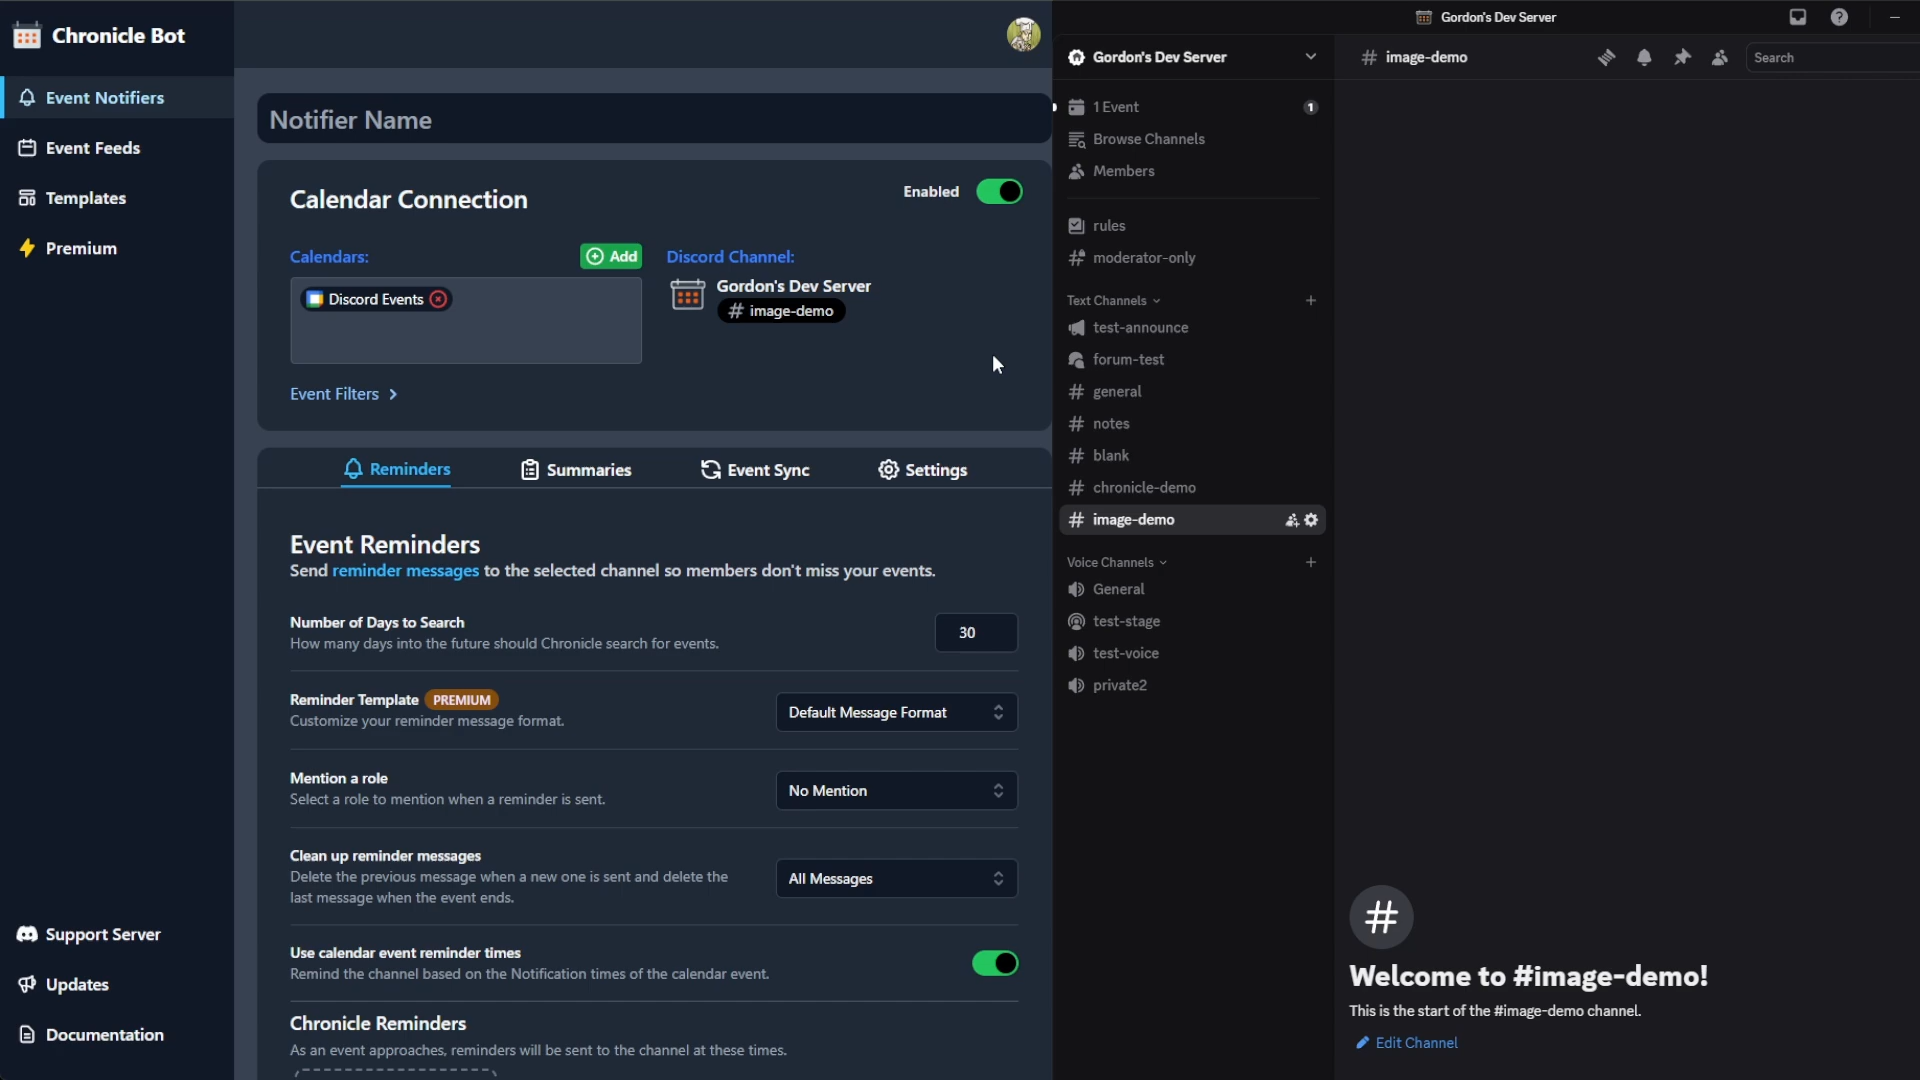 Chronicle Bot
Event Notifiers
Event Feeds
Templates
Premium
Support Server
Updates
Documentation
Notifier Name
Calendar Connection
Enabled
Calendars:
Add
Discord Events
Event Filters
Discord Channel:
Gordon's Dev Server
# image-demo
Reminders
Summaries
Event Sync
Settings
Event Reminders
Send reminder messages to the selected channel so members don't miss your events.
Number of Days to Search
How many days into the future should Chronicle search for events.
30
Reminder Template PREMIUM
Customize your reminder message format.
Default Message Format
Mention a role
Select a role to mention when a reminder is sent.
No Mention
Clean up reminder messages
Delete the previous message when a new one is sent and delete the
last message when the event ends.
All Messages
Use calendar event reminder times
Remind the channel based on the Notification times of the calendar event.
Chronicle Reminders
As an event approaches, reminders will be sent to the channel at these times.
Gordon's Dev Server
Gordon's Dev Server
1 Event
1
Browse Channels
Members
rules
moderator-only
Text Channels
test-announce
forum-test
general
notes
blank
chronicle-demo
image-demo
Voice Channels
General
test-stage
test-voice
private2
# image-demo
Search
#
Welcome to #image-demo!
This is the start of the #image-demo channel.
Edit Channel